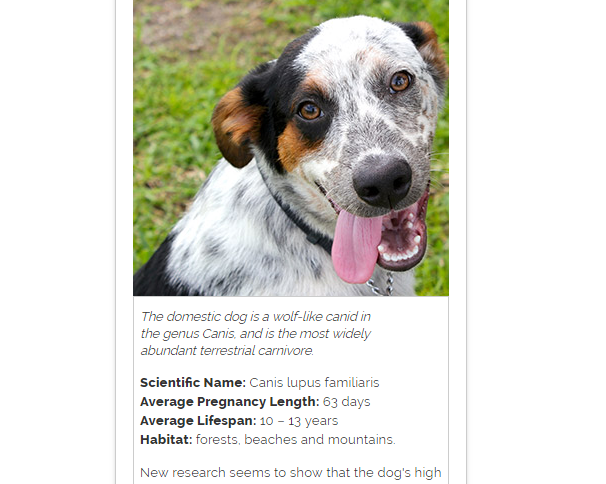 The domestic dog is a wolf-like canid in
the genus Canis, and is the most widely
abundant terrestrial carnivore.
Scientific Name: Canis lupus familiaris
Average Pregnancy Length: 63 days
Average Lifespan: 10 – 13 years
Habitat: forests, beaches and mountains.
New research seems to show that the dog's high